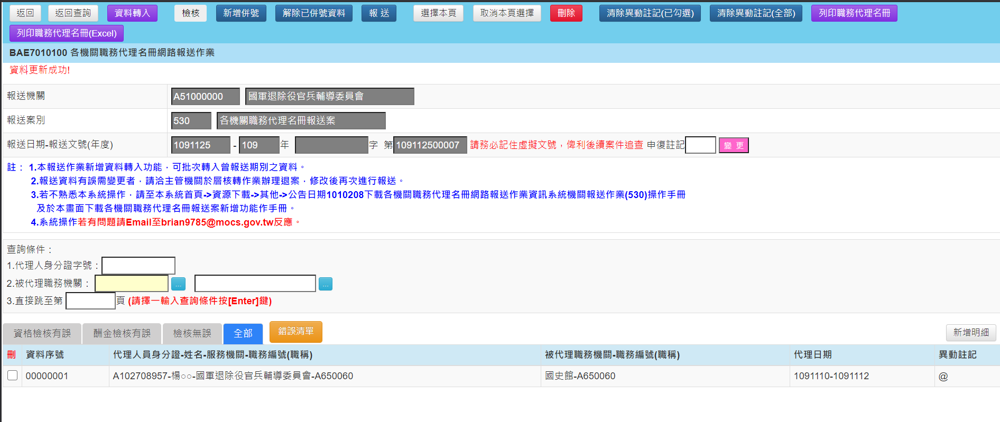 返回 返回查詢 資料轉入 檢核 新增併號 解除已併號資料 報 送 選擇本頁 取消本頁選擇 刪除 清除異動註記(已勾選) 清除異動註記(全部) 列印職務代理名冊
列印職務代理名冊(Excel)
BAE7010100 各機關職務代理名冊網路報送作業
資料更新成功!
報送機關 A51000000 國軍退除役官兵輔導委員會
報送案別 530 各機關職務代理名冊報送案
報送日期-報送文號(年度) 1091125 - 109 年 字 第 109112500007 請務必記住虛擬文號，俾利後續案件追查 申復註記 變 更
註： 1.本報送作業新增資料轉入功能，可批次轉入曾報送期別之資料。
2.報送資料有誤需變更者，請洽主管機關於層核轉作業辦理退案，修改後再次進行報送。
3.若不熟悉本系統操作，請至本系統首頁->資源下載->其他->公告日期1010208下載各機關職務代理名冊網路報送作業資訊系統機關報送作業(530)操作手冊
及於本畫面下載各機關職務代理名冊報送案新增功能作手冊。
4.系統操作若有問題請Email至brian9785@mocs.gov.tw反應。
查詢條件：
1.代理人身分證字號：
2.被代理職務機關： ... ...
3.直接跳至第 頁 (請擇一輸入查詢條件按[Enter]鍵)
資格檢核有誤 酬金檢核有誤 檢核無誤 全部 錯誤清單 新增明細
刪 資料序號 代理人員身分證-姓名-服務機關-職務編號(職稱) 被代理職務機關-職務編號(職稱) 代理日期 異動註記
00000001 A102708957-楊○○-國軍退除役官兵輔導委員會-A650060 國史館-A650060 1091110-1091112 @